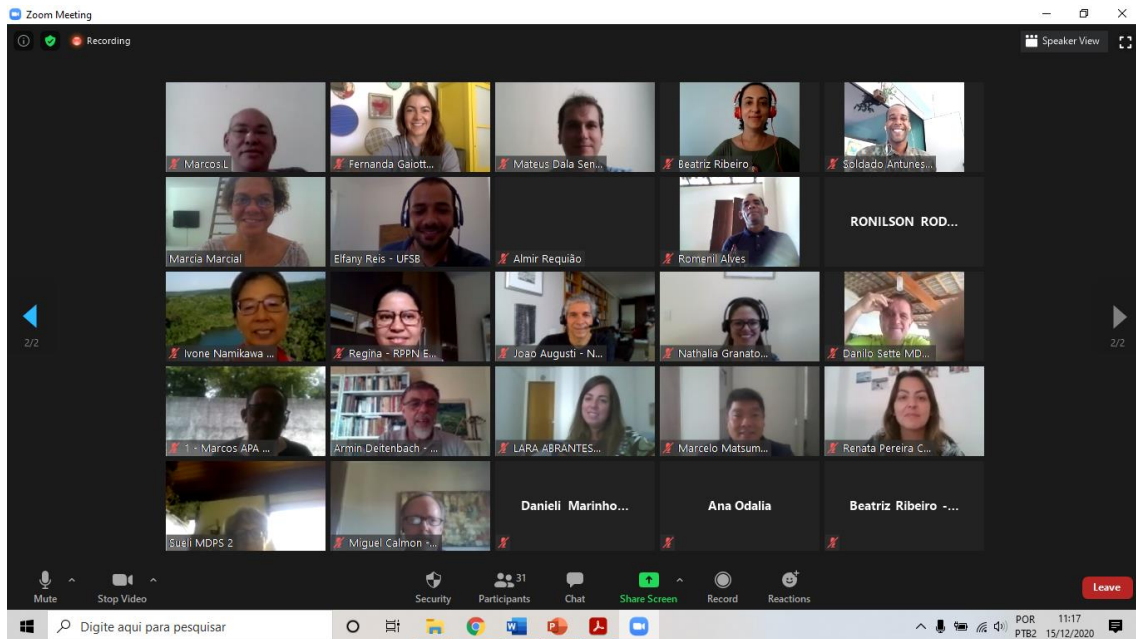 Zoom Meeting
Recording
Speaker View
Marcos.L
Fernanda Gaiott...
Mateus Dala Sen...
Beatriz Ribeiro
Soldado Antunes...
Marcia Marcial
Elfany Reis - UFSB
Almir Requião
Romenil Alves
RONILSON ROD...
Ivone Namikawa ...
Regina - RPPN E...
Joao Augusti - N...
Nathalia Granato...
Danilo Sette MD...
2/2
2/2
1 - Marcos APA ...
Armin Deitenbach - ...
LARA ABRANTES...
Marcelo Matsum...
Renata Pereira C...
Sueli MDPS 2
Miguel Calmon -...
Danieli Marinho...
Ana Odalia
Beatriz Ribeiro -...
Mute
Stop Video
Security
Participants
31
Chat
Share Screen
Record
Reactions
Leave
Digite aqui para pesquisar
POR
PTB2
11:17
15/12/2020